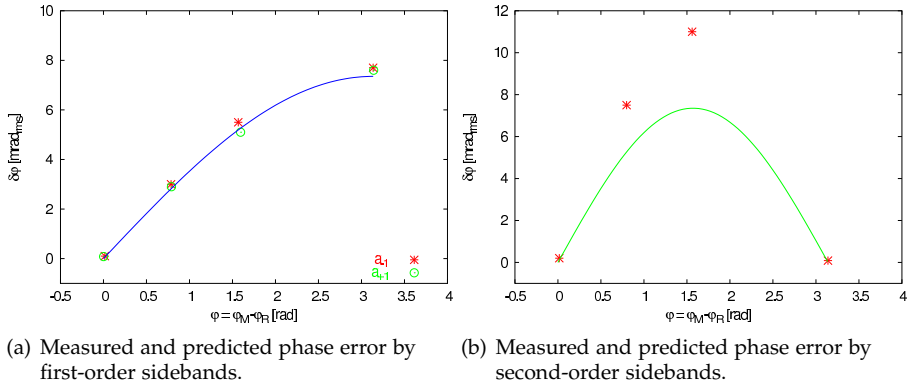 10
8
6
4
2
0
δφ [mrad_rms]
a_-1
a_+1
-0.5 0 0.5 1 1.5 2 2.5 3 3.5 4
φ = φ_M-φ_R [rad]
12
10
8
6
4
2
0
δφ [mrad_rms]
-0.5 0 0.5 1 1.5 2 2.5 3 3.5 4
φ = φ_M-φ_R [rad]
(a) Measured and predicted phase error by
first-order sidebands.
(b) Measured and predicted phase error by
second-order sidebands.